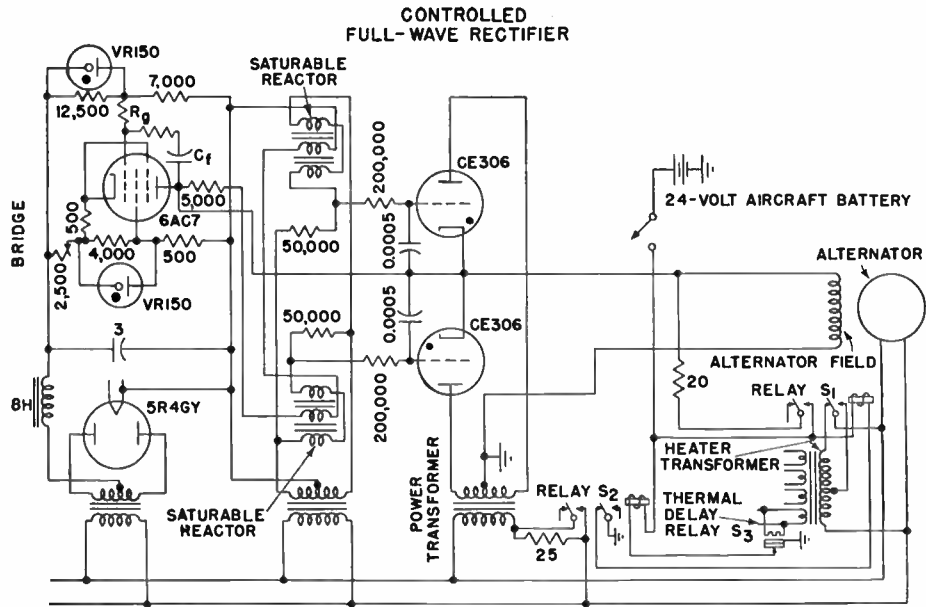 CONTROLLED
FULL-WAVE RECTIFIER
VR150
SATURABLE
REACTOR
7,000
12,500
Rg
Cf
200,000
CE306
24-VOLT AIRCRAFT BATTERY
5,000
6AC7
BRIDGE
500
4,000
500
2,500
50,000
0.0005
ALTERNATOR
VR150
50,000
0.0005
CE306
3
200,000
ALTERNATOR FIELD
20
RELAY S1
8H
5R4GY
HEATER
TRANSFORMER
POWER
TRANSFORMER
RELAY S2
THERMAL
DELAY
RELAY S3
SATURABLE
REACTOR
25